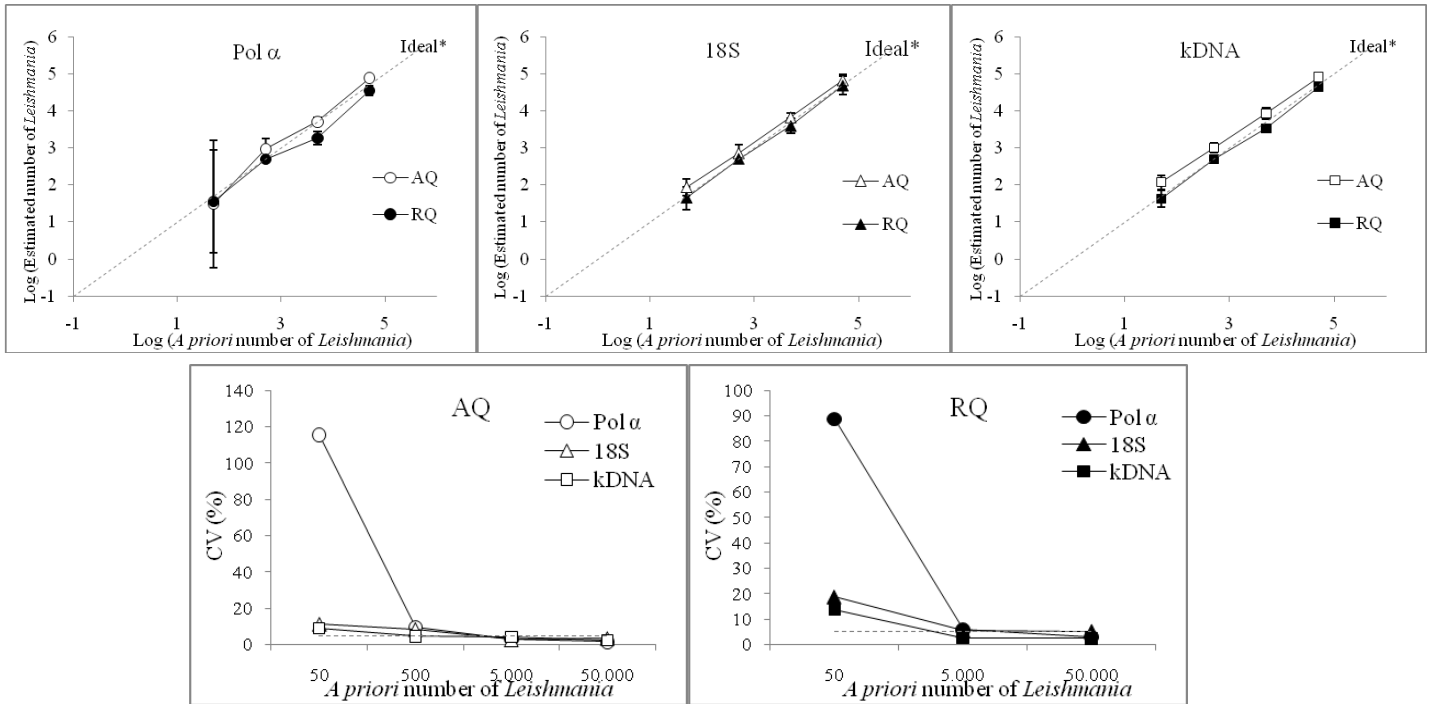 Pol α
Ideal*
6
5
4
3
2
1
0
-1
-1
1
3
5
AQ
RQ
Log (Estimated number of Leishmania)
Log (A priori number of Leishmania)
18S
Ideal*
6
5
4
3
2
1
0
-1
-1
1
3
5
AQ
RQ
Log (Estimated number of Leishmania)
Log (A priori number of Leishmania)
kDNA
Ideal*
6
5
4
3
2
1
0
-1
-1
1
3
5
AQ
RQ
Log (Estimated number of Leishmania)
Log (A priori number of Leishmania)
AQ
140
120
100
80
60
40
20
0
CV (%)
Pol α
18S
kDNA
50
500
5.000
50.000
A priori number of Leishmania
RQ
100
90
80
70
60
50
40
30
20
10
0
CV (%)
Pol α
18S
kDNA
50
5.000
50.000
A priori number of Leishmania